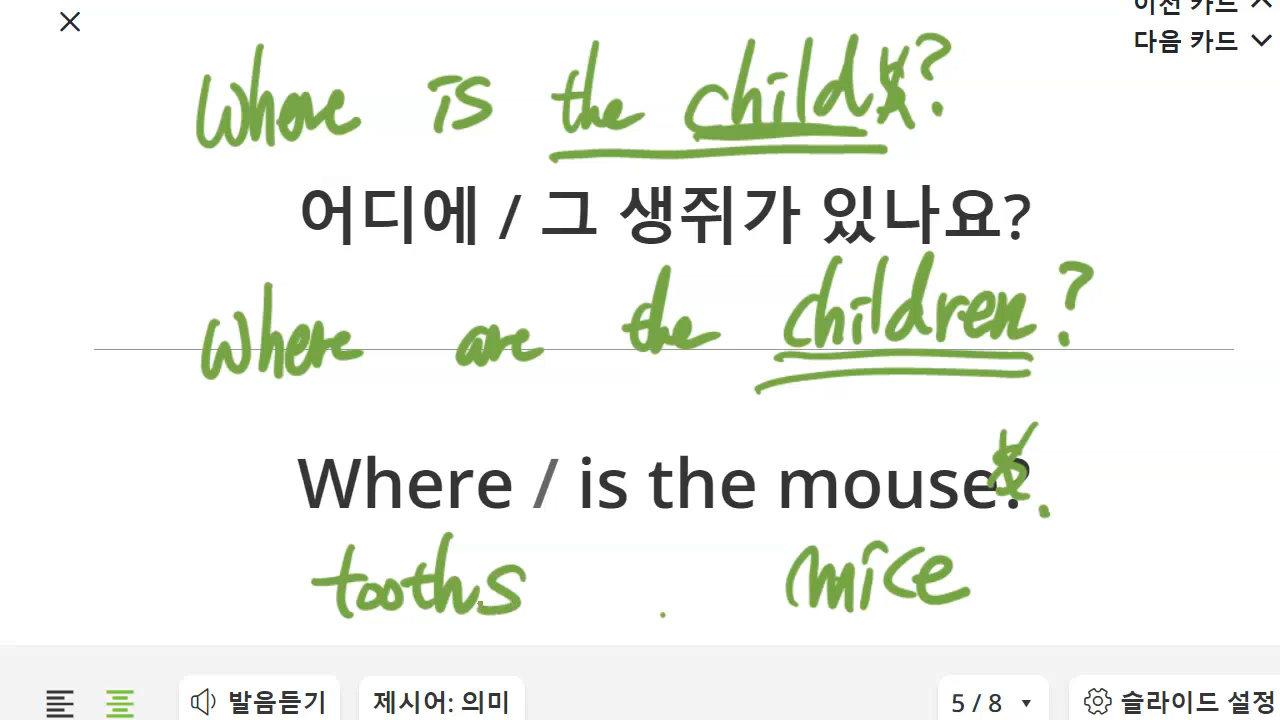 이전 카드
다음 카드
Where is the childs?
어디에 / 그 생쥐가 있나요?
where are the children?
Where / is the mouse?
tooths . mice
발음듣기 제시어: 의미 5 / 8 슬라이드 설정